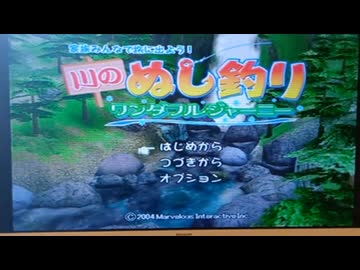 家族みんなで旅に出よう！
川のぬし釣り
ワンダフルジャーニー
はじめから
つづきから
オプション
©2004 Marvelous Interactive Inc.